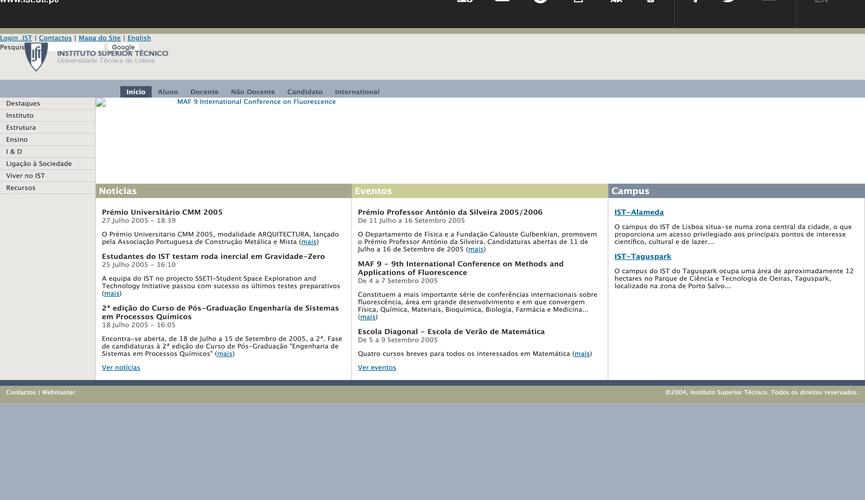 www.ist.utl.pt
Login .IST | Contactos | Mapa do Site | English
Pesquis
Google
INSTITUTO SUPERIOR TÉCNICO
Universidade Técnica de Lisboa
Início Aluno Docente Não Docente Candidato International
Destaques
Instituto
Estrutura
Ensino
I & D
Ligação à Sociedade
Viver no IST
Recursos
MAF 9 International Conference on Fluorescence
Notícias
Prémio Universitário CMM 2005
27 Julho 2005 - 18:39
O Prémio Universitario CMM 2005, modalidade ARQUITECTURA, lançado
pela Associação Portuguesa de Construção Metálica e Mista (mais)
Estudantes do IST testam roda inercial em Gravidade-Zero
25 Julho 2005 - 16:10
A equipa do IST no projecto SSETI-Student Space Exploration and
Technology Initiative passou com sucesso os últimos testes preparativos
(mais)
2ª edição do Curso de Pós-Graduação Engenharia de Sistemas
em Processos Químicos
18 Julho 2005 - 16:05
Encontra-se aberta, de 18 de Julho a 15 de Setembro de 2005, a 2ª. Fase
de candidaturas à 2ª edição do Curso de Pós-Graduação "Engenharia de
Sistemas em Processos Químicos" (mais)
Ver notícias
Eventos
Prémio Professor António da Silveira 2005/2006
De 11 Julho a 16 Setembro 2005
O Departamento de Física e a Fundação Calouste Gulbenkian, promovem
o Prémio Professor António da Silveira. Candidaturas abertas de 11 de
Julho a 16 de Setembro de 2005 (mais)
MAF 9 - 9th International Conference on Methods and
Applications of Fluorescence
De 4 a 7 Setembro 2005
Constituem a mais importante série de conferências internacionais sobre
fluorescência, área em grande desenvolvimento e em que convergem
Física, Química, Materiais, Bioquímica, Biologia, Farmácia e Medicina...
(mais)
Escola Diagonal - Escola de Verão de Matemática
De 5 a 9 Setembro 2005
Quatro cursos breves para todos os interessados em Matemática (mais)
Ver eventos
Campus
IST-Alameda
O campus do IST de Lisboa situa-se numa zona central da cidade, o que
proporciona um acesso privilegiado aos principais pontos de interesse
científico, cultural e de lazer...
IST-Taguspark
O campus do IST do Taguspark ocupa uma área de aproximadamente 12
hectares no Parque de Ciência e Tecnologia de Oeiras, Taguspark,
localizado na zona de Porto Salvo...
Contactos | Webmaster
©2004, Instituto Superior Técnico. Todos os direitos reservados.